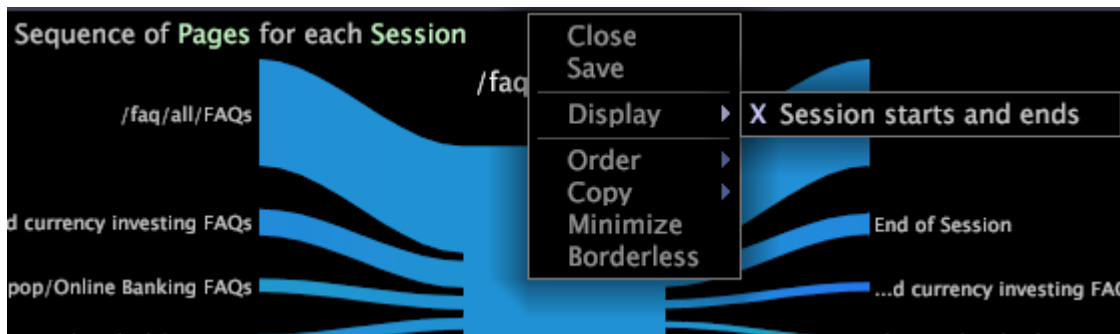 Sequence of Pages for each Session
/faq
Close
Save
Display
X Session starts and ends
Order
Copy
Minimize
Borderless
/faq/all/FAQs
d currency investing FAQs
pop/Online Banking FAQs
End of Session
...d currency investing FAQ